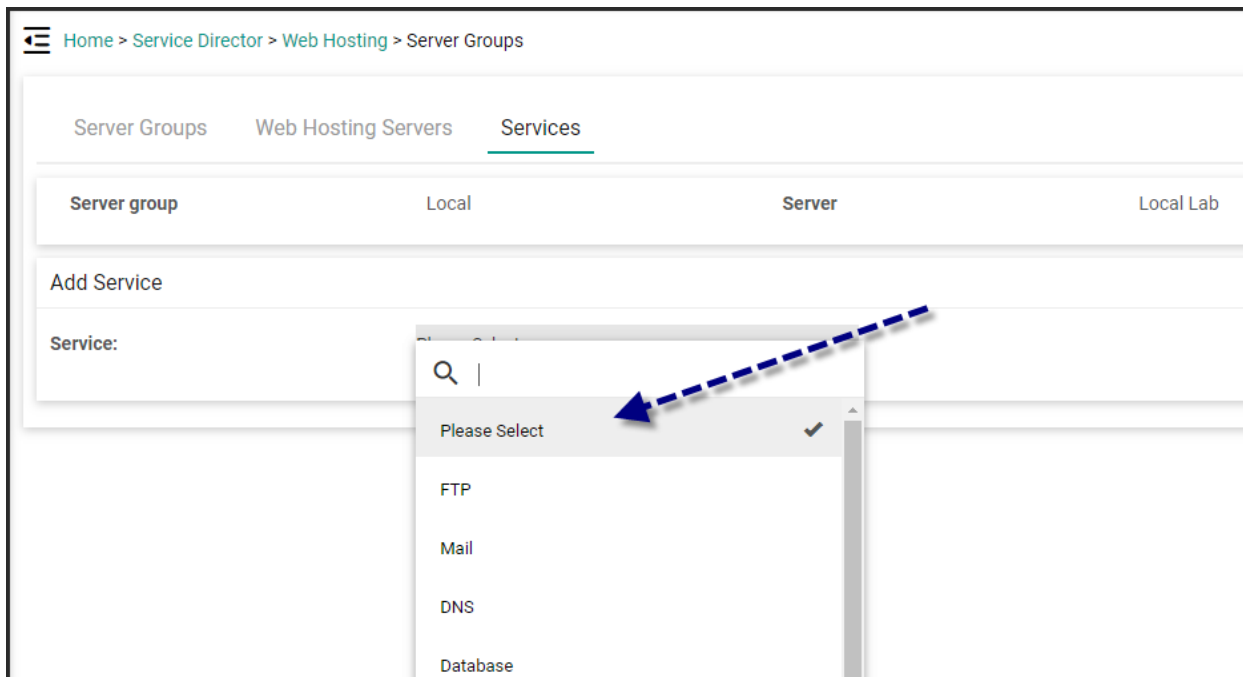 Home > Service Director > Web Hosting > Server Groups
Server Groups Web Hosting Servers Services
Server group Local Server Local Lab
Add Service
Service:
Please Select
FTP
Mail
DNS
Database